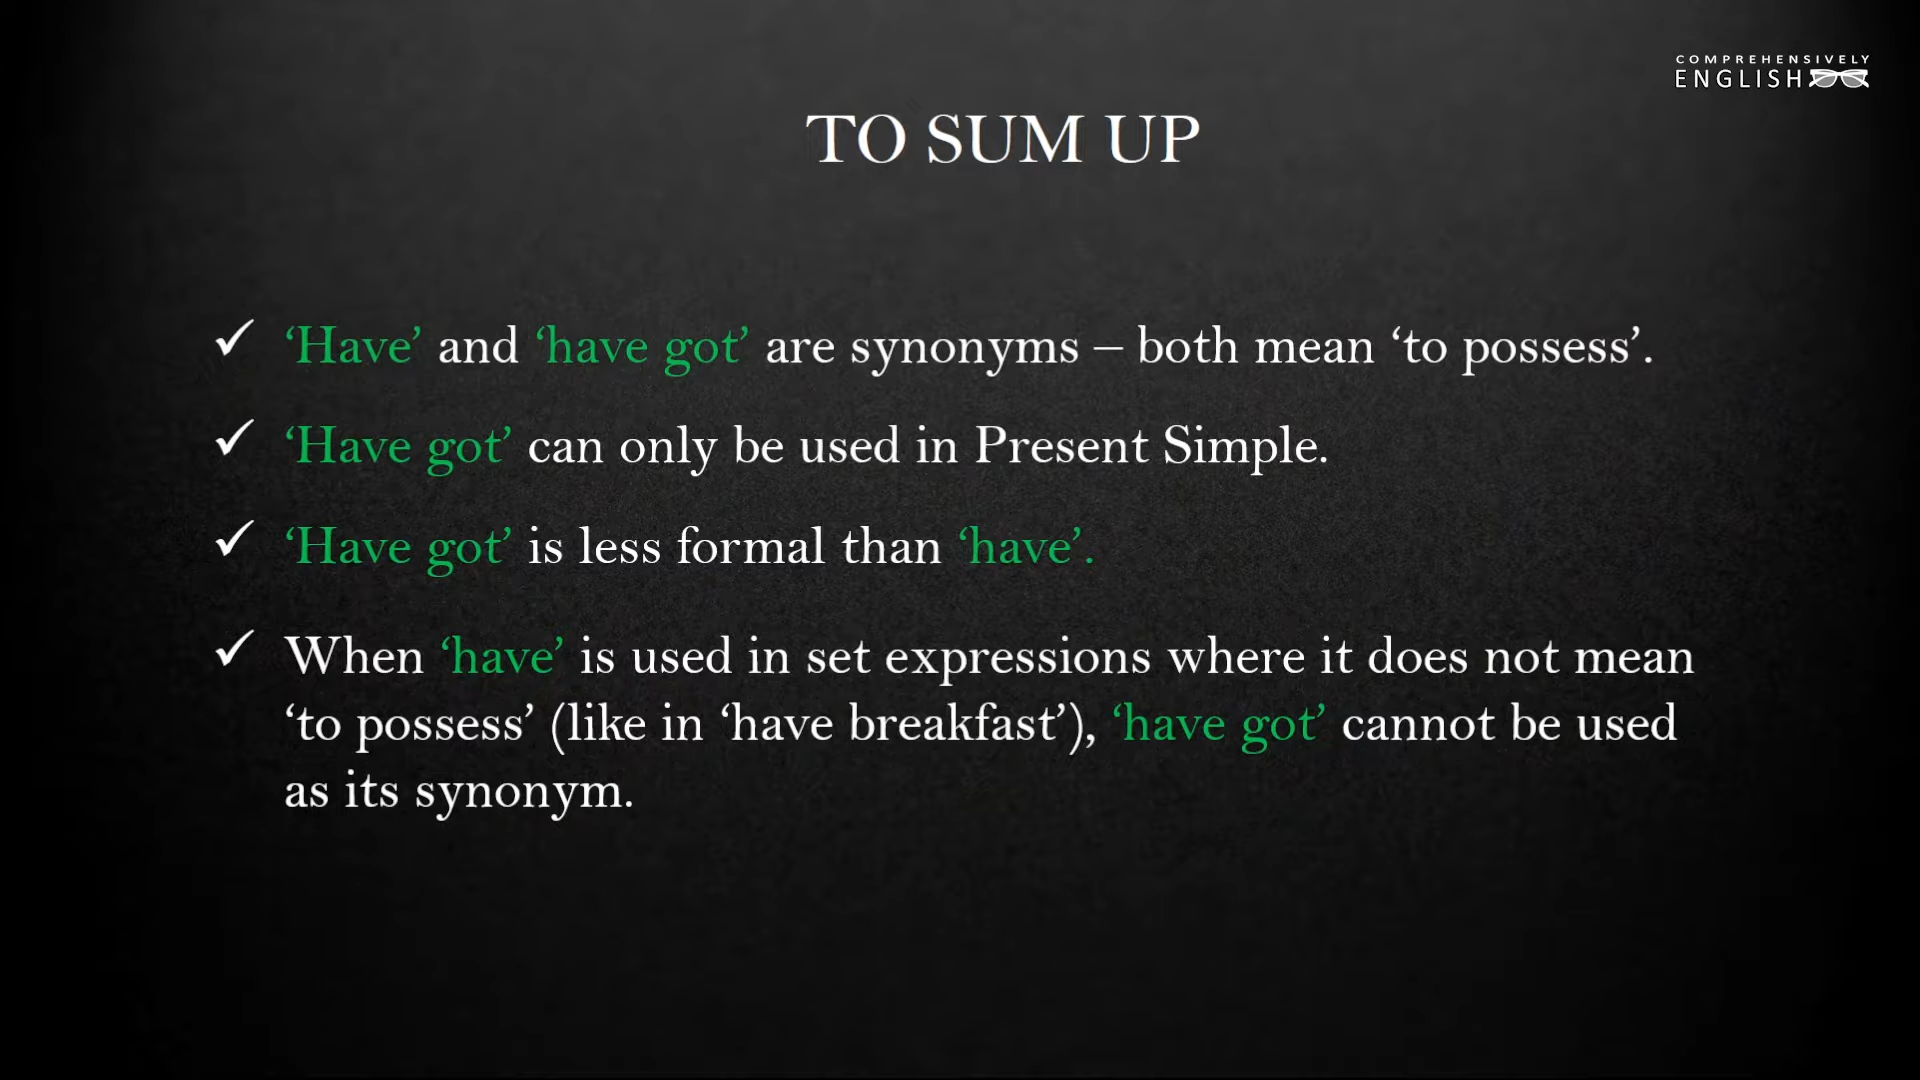 COMPREHENSIVELY
ENGLISH
TO SUM UP
✓ ‘Have’ and ‘have got’ are synonyms – both mean ‘to possess’.
✓ ‘Have got’ can only be used in Present Simple.
✓ ‘Have got’ is less formal than ‘have’.
✓ When ‘have’ is used in set expressions where it does not mean
‘to possess’ (like in ‘have breakfast’), ‘have got’ cannot be used
as its synonym.